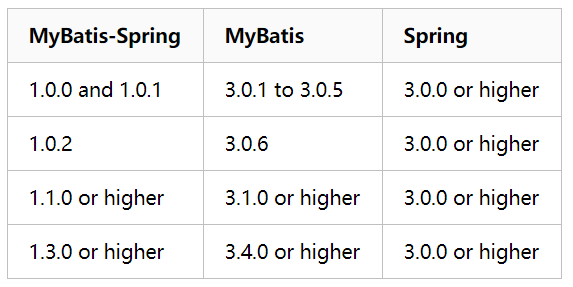 MyBatis-Spring MyBatis Spring
1.0.0 and 1.0.1 3.0.1 to 3.0.5 3.0.0 or higher
1.0.2 3.0.6 3.0.0 or higher
1.1.0 or higher 3.1.0 or higher 3.0.0 or higher
1.3.0 or higher 3.4.0 or higher 3.0.0 or higher